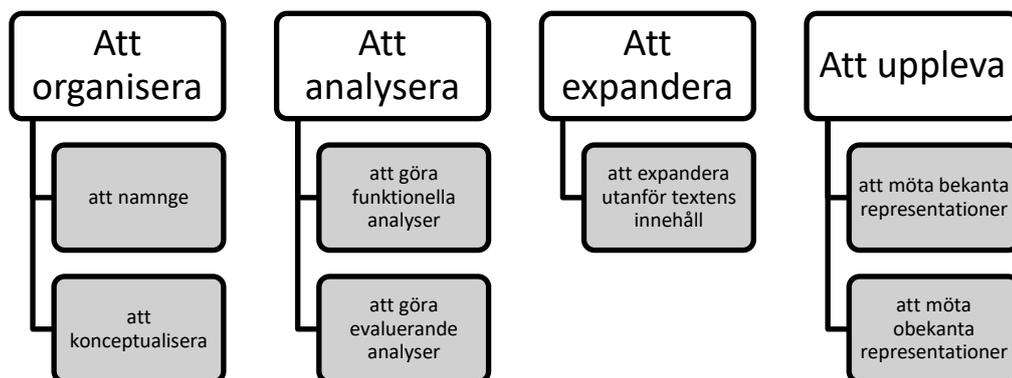 Att
organisera
att namnge
att
konceptualisera
Att
analysera
att göra
funktionella
analyser
att göra
evaluerande
analyser
Att
expandera
att expandera
utanför textens
innehåll
Att uppleva
att möta bekanta
representationer
att möta
obekanta
representationer